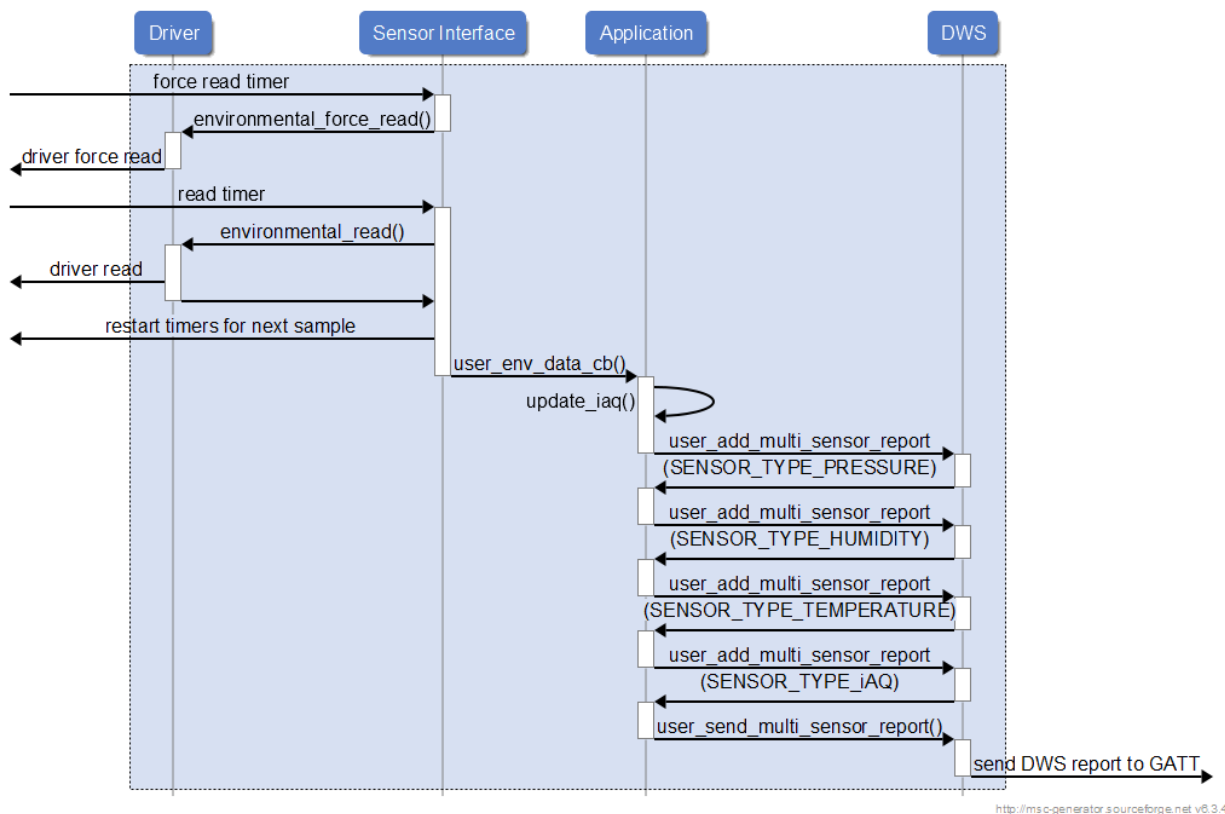 Driver
Sensor Interface
Application
DWS
force read timer
environmental_force_read()
driver force read
read timer
environmental_read()
driver read
restart timers for next sample
user_env_data_cb()
update_iaq()
user_add_multi_sensor_report
(SENSOR_TYPE_PRESSURE)
user_add_multi_sensor_report
(SENSOR_TYPE_HUMIDITY)
user_add_multi_sensor_report
(SENSOR_TYPE_TEMPERATURE)
user_add_multi_sensor_report
(SENSOR_TYPE_iAQ)
user_send_multi_sensor_report()
send DWS report to GATT
http://msc-generator.sourceforge.net v6.3.4